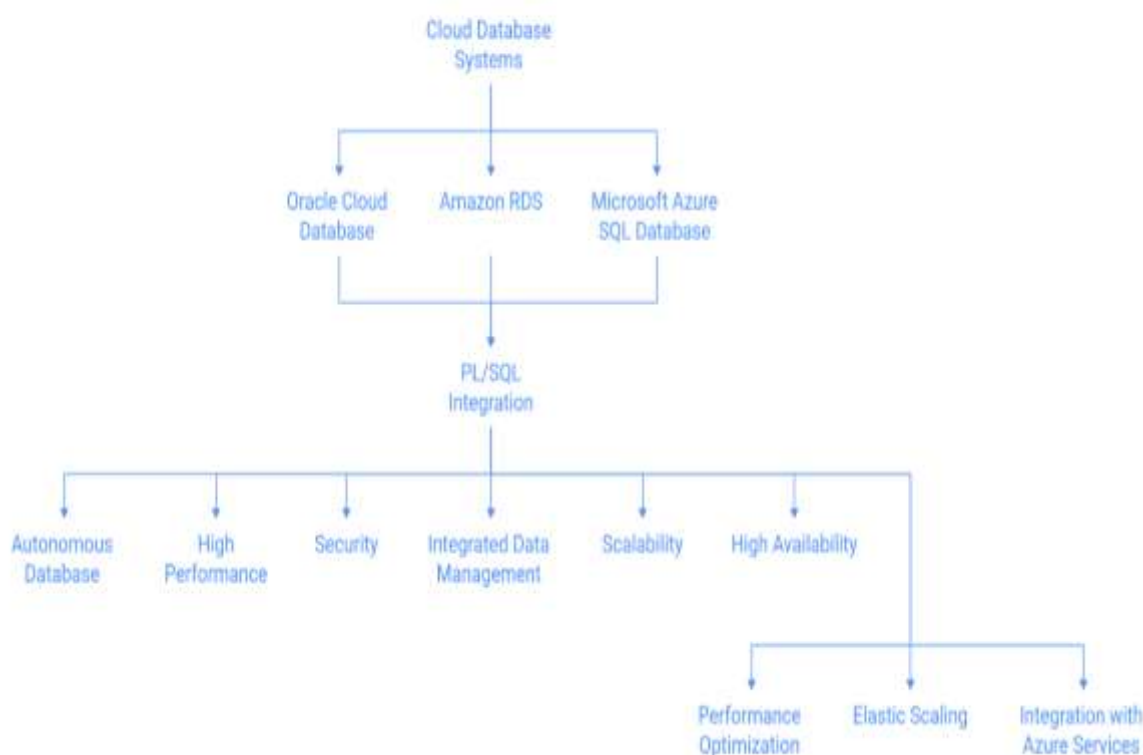 Cloud Database
Systems
Oracle Cloud
Database
Amazon RDS
Microsoft Azure
SQL Database
PL/SQL
Integration
Autonomous
Database
High
Performance
Security
Integrated Data
Management
Scalability
High Availability
Performance
Optimization
Elastic Scaling
Integration with
Azure Services